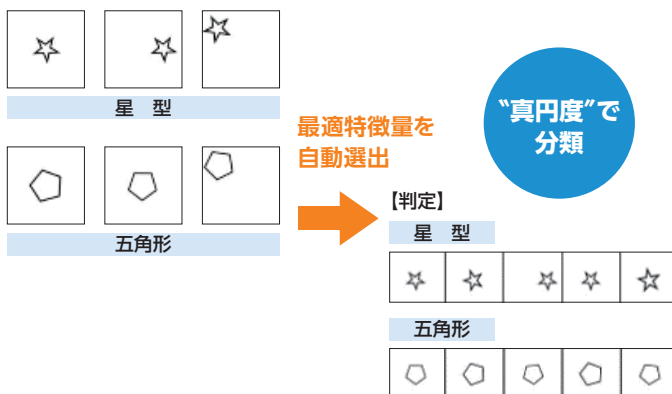 星 型
五角形
最適特徴量を
自動選出
〝真円度〟で
分類
【判定】
星 型
五角形